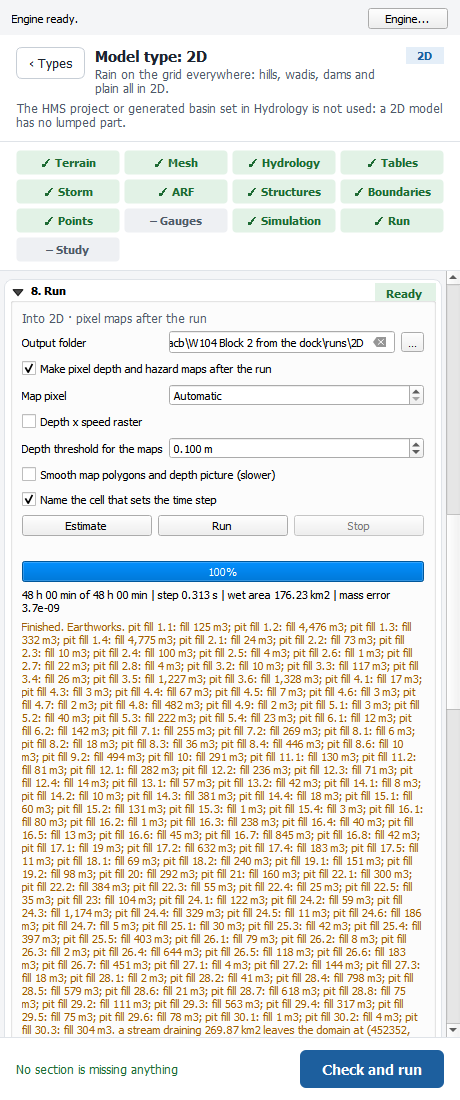 Engine ready.
Engine...
‹ Types
Model type: 2D
2D
Rain on the grid everywhere: hills, wadis, dams and
plain all in 2D.
The HMS project or generated basin set in Hydrology is not used: a 2D model
has no lumped part.
✓ Terrain
✓ Mesh
✓ Hydrology
✓ Tables
✓ Storm
✓ ARF
✓ Structures
✓ Boundaries
✓ Points
– Gauges
✓ Simulation
✓ Run
– Study
8. Run
Ready
Into 2D · pixel maps after the run
Output folder
acb\W104 Block 2 from the dock\runs\2D
...
Make pixel depth and hazard maps after the run
Map pixel
Automatic
Depth x speed raster
Depth threshold for the maps
0.100 m
Smooth map polygons and depth picture (slower)
Name the cell that sets the time step
Estimate
Run
Stop
100%
48 h 00 min of 48 h 00 min | step 0.313 s | wet area 176.23 km2 | mass error
3.7e-09
Finished. Earthworks. pit fill 1.1: fill 125 m3; pit fill 1.2: fill 4,476 m3; pit fill 1.3: fill
332 m3; pit fill 1.4: fill 4,775 m3; pit fill 2.1: fill 24 m3; pit fill 2.2: fill 73 m3; pit fill
2.3: fill 10 m3; pit fill 2.4: fill 100 m3; pit fill 2.5: fill 4 m3; pit fill 2.6: fill 1 m3; pit fill
2.7: fill 22 m3; pit fill 2.8: fill 4 m3; pit fill 3.2: fill 10 m3; pit fill 3.3: fill 117 m3; pit fill
3.4: fill 26 m3; pit fill 3.5: fill 1,227 m3; pit fill 3.6: fill 1,328 m3; pit fill 4.1: fill 17 m3;
pit fill 4.3: fill 3 m3; pit fill 4.4: fill 67 m3; pit fill 4.5: fill 7 m3; pit fill 4.6: fill 3 m3; pit
fill 4.7: fill 2 m3; pit fill 4.8: fill 482 m3; pit fill 4.9: fill 2 m3; pit fill 5.1: fill 3 m3; pit fill
5.2: fill 40 m3; pit fill 5.3: fill 222 m3; pit fill 5.4: fill 23 m3; pit fill 6.1: fill 12 m3; pit
fill 6.2: fill 142 m3; pit fill 7.1: fill 255 m3; pit fill 7.2: fill 269 m3; pit fill 8.1: fill 6 m3;
pit fill 8.2: fill 18 m3; pit fill 8.3: fill 36 m3; pit fill 8.4: fill 446 m3; pit fill 8.6: fill 10
m3; pit fill 9.2: fill 494 m3; pit fill 10: fill 291 m3; pit fill 11.1: fill 130 m3; pit fill 11.2:
fill 81 m3; pit fill 12.1: fill 282 m3; pit fill 12.2: fill 236 m3; pit fill 12.3: fill 71 m3; pit
fill 12.4: fill 14 m3; pit fill 13.1: fill 57 m3; pit fill 13.2: fill 42 m3; pit fill 14.1: fill 8 m3;
pit fill 14.2: fill 10 m3; pit fill 14.3: fill 381 m3; pit fill 14.4: fill 18 m3; pit fill 15.1: fill
60 m3; pit fill 15.2: fill 131 m3; pit fill 15.3: fill 1 m3; pit fill 15.4: fill 3 m3; pit fill 16.1:
fill 80 m3; pit fill 16.2: fill 1 m3; pit fill 16.3: fill 238 m3; pit fill 16.4: fill 40 m3; pit fill
16.5: fill 13 m3; pit fill 16.6: fill 45 m3; pit fill 16.7: fill 845 m3; pit fill 16.8: fill 42 m3;
pit fill 17.1: fill 19 m3; pit fill 17.2: fill 632 m3; pit fill 17.4: fill 183 m3; pit fill 17.5: fill
11 m3; pit fill 18.1: fill 69 m3; pit fill 18.2: fill 240 m3; pit fill 19.1: fill 151 m3; pit fill
19.2: fill 98 m3; pit fill 20: fill 292 m3; pit fill 21: fill 160 m3; pit fill 22.1: fill 300 m3;
pit fill 22.2: fill 384 m3; pit fill 22.3: fill 55 m3; pit fill 22.4: fill 25 m3; pit fill 22.5: fill
35 m3; pit fill 23: fill 104 m3; pit fill 24.1: fill 122 m3; pit fill 24.2: fill 59 m3; pit fill
24.3: fill 1,174 m3; pit fill 24.4: fill 329 m3; pit fill 24.5: fill 11 m3; pit fill 24.6: fill 186
m3; pit fill 24.7: fill 5 m3; pit fill 25.1: fill 30 m3; pit fill 25.3: fill 42 m3; pit fill 25.4: fill
397 m3; pit fill 25.5: fill 403 m3; pit fill 26.1: fill 79 m3; pit fill 26.2: fill 8 m3; pit fill
26.3: fill 2 m3; pit fill 26.4: fill 644 m3; pit fill 26.5: fill 118 m3; pit fill 26.6: fill 183
m3; pit fill 26.7: fill 451 m3; pit fill 27.1: fill 4 m3; pit fill 27.2: fill 144 m3; pit fill 27.3:
fill 18 m3; pit fill 28.1: fill 2 m3; pit fill 28.2: fill 41 m3; pit fill 28.4: fill 798 m3; pit fill
28.5: fill 579 m3; pit fill 28.6: fill 21 m3; pit fill 28.7: fill 618 m3; pit fill 28.8: fill 75
m3; pit fill 29.2: fill 111 m3; pit fill 29.3: fill 563 m3; pit fill 29.4: fill 317 m3; pit fill
29.5: fill 75 m3; pit fill 29.6: fill 78 m3; pit fill 30.1: fill 1 m3; pit fill 30.2: fill 4 m3; pit
fill 30.3: fill 304 m3. a stream draining 269.87 km2 leaves the domain at (452352,
No section is missing anything
Check and run